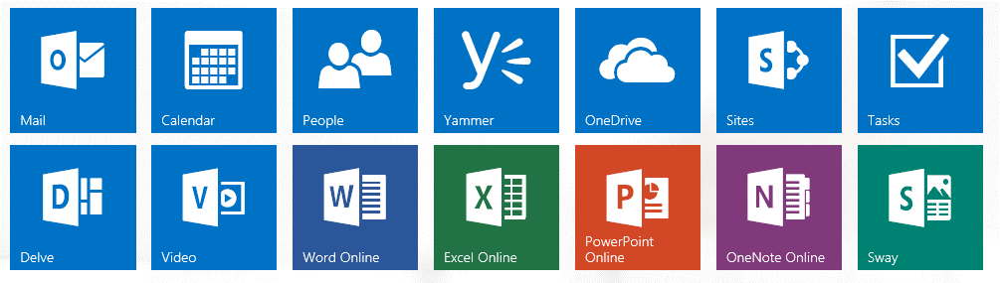 Mail
Calendar
People
Yammer
OneDrive
Sites
Tasks
Delve
Video
Word Online
Excel Online
PowerPoint
Online
OneNote Online
Sway